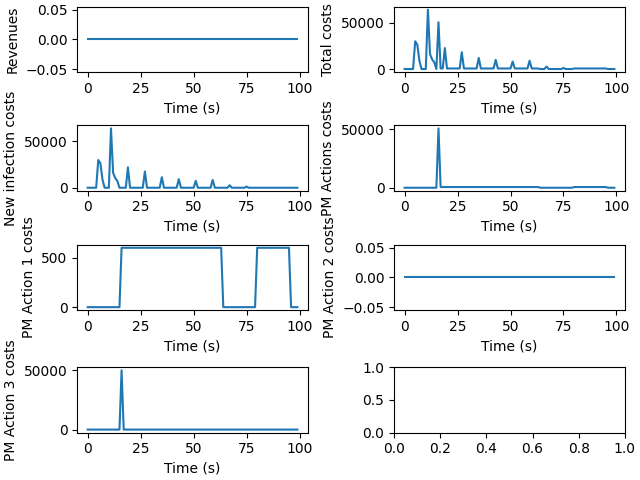 Revenues
0.05
0.00
−0.05
0 25 50 75 100
Time (s)
Total costs
50000
0
0 25 50 75 100
Time (s)
New infection costs
50000
0
0 25 50 75 100
Time (s)
PM Actions costs
50000
0
0 25 50 75 100
Time (s)
PM Action 1 costs
500
0
0 25 50 75 100
Time (s)
PM Action 2 costs
0.05
0.00
−0.05
0 25 50 75 100
Time (s)
PM Action 3 costs
50000
0
0 25 50 75 100
Time (s)
1.0
0.5
0.0
0.0 0.2 0.4 0.6 0.8 1.0